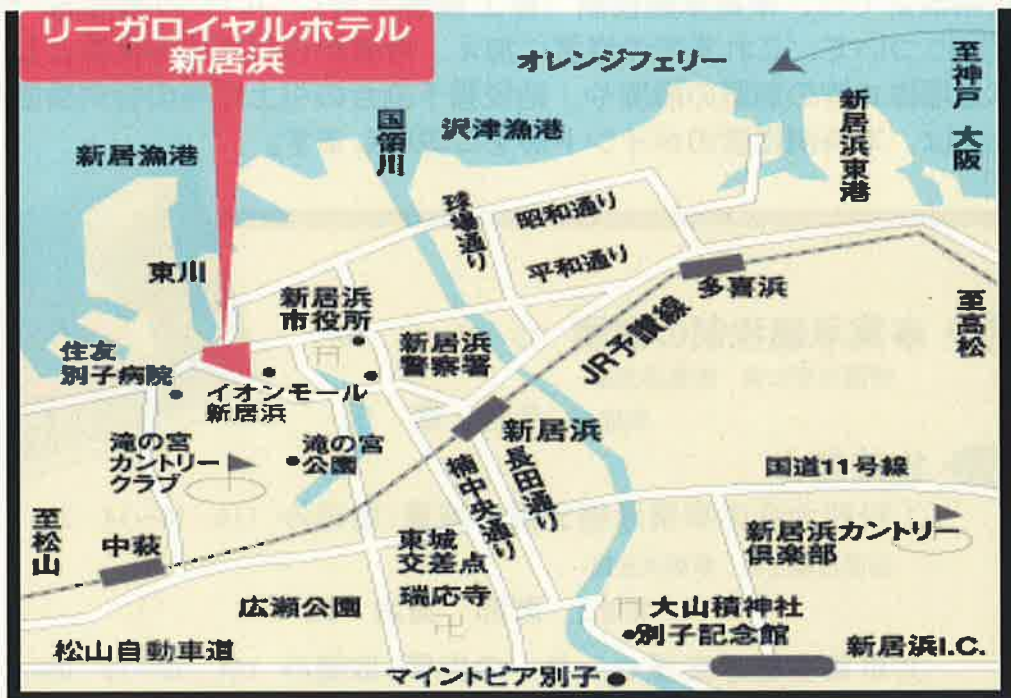 リーガロイヤルホテル
新居浜
オレンジフェリー
至神戸 大阪
新居漁港
国領川
沢津漁港
新居浜東港
球場通り
昭和通り
東川
平和通り
新居浜
市役所
多喜浜
至高松
住友
別子病院
新居浜
警察署
JR予讃線
イオンモール
新居浜
新居浜
滝の宮
カントリー
クラブ
滝の宮
公園
楠中央通り
長田通り
国道11号線
至松山
中萩
東城
交差点
新居浜カントリー
倶楽部
広瀬公園
瑞応寺
大山積神社
別子記念館
松山自動車道
新居浜I.C.
マイントピア別子